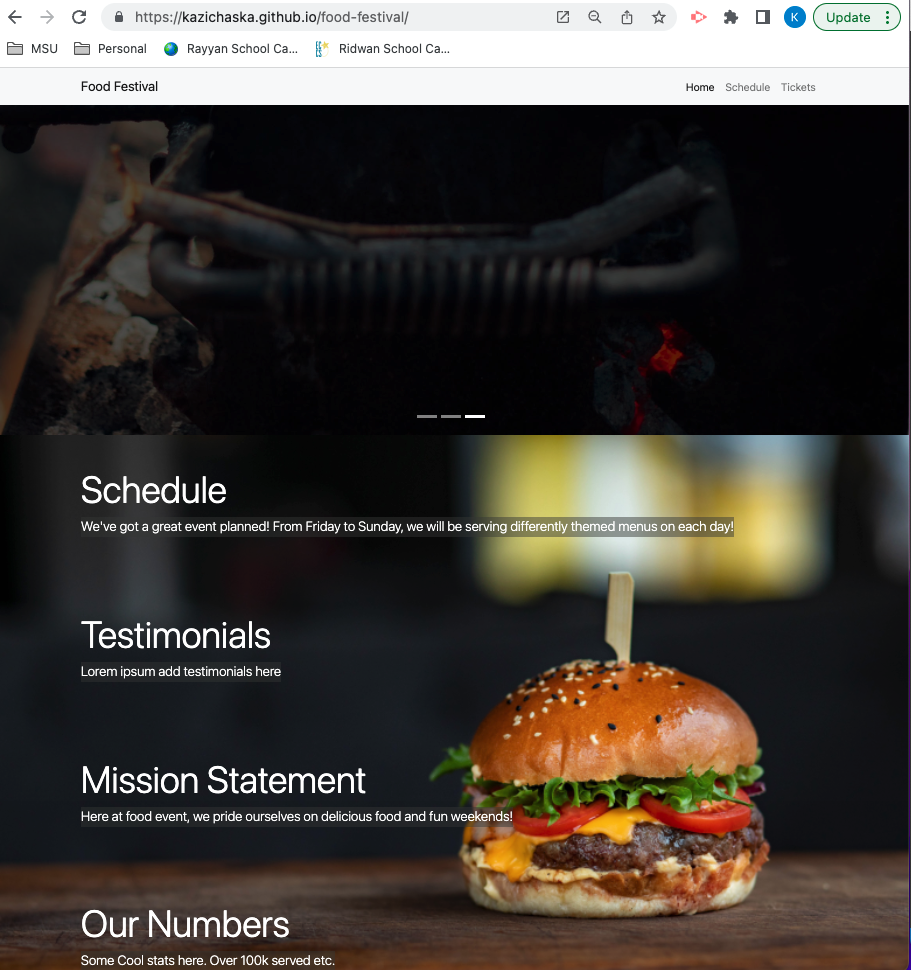 https://kazichaska.github.io/food-festival/
K
Update
MSU Personal Rayyan School Ca... Ridwan School Ca...
Food Festival
Home Schedule Tickets
Schedule
We've got a great event planned! From Friday to Sunday, we will be serving differently themed menus on each day!
Testimonials
Lorem ipsum add testimonials here
Mission Statement
Here at food event, we pride ourselves on delicious food and fun weekends!
Our Numbers
Some Cool stats here. Over 100k served etc.